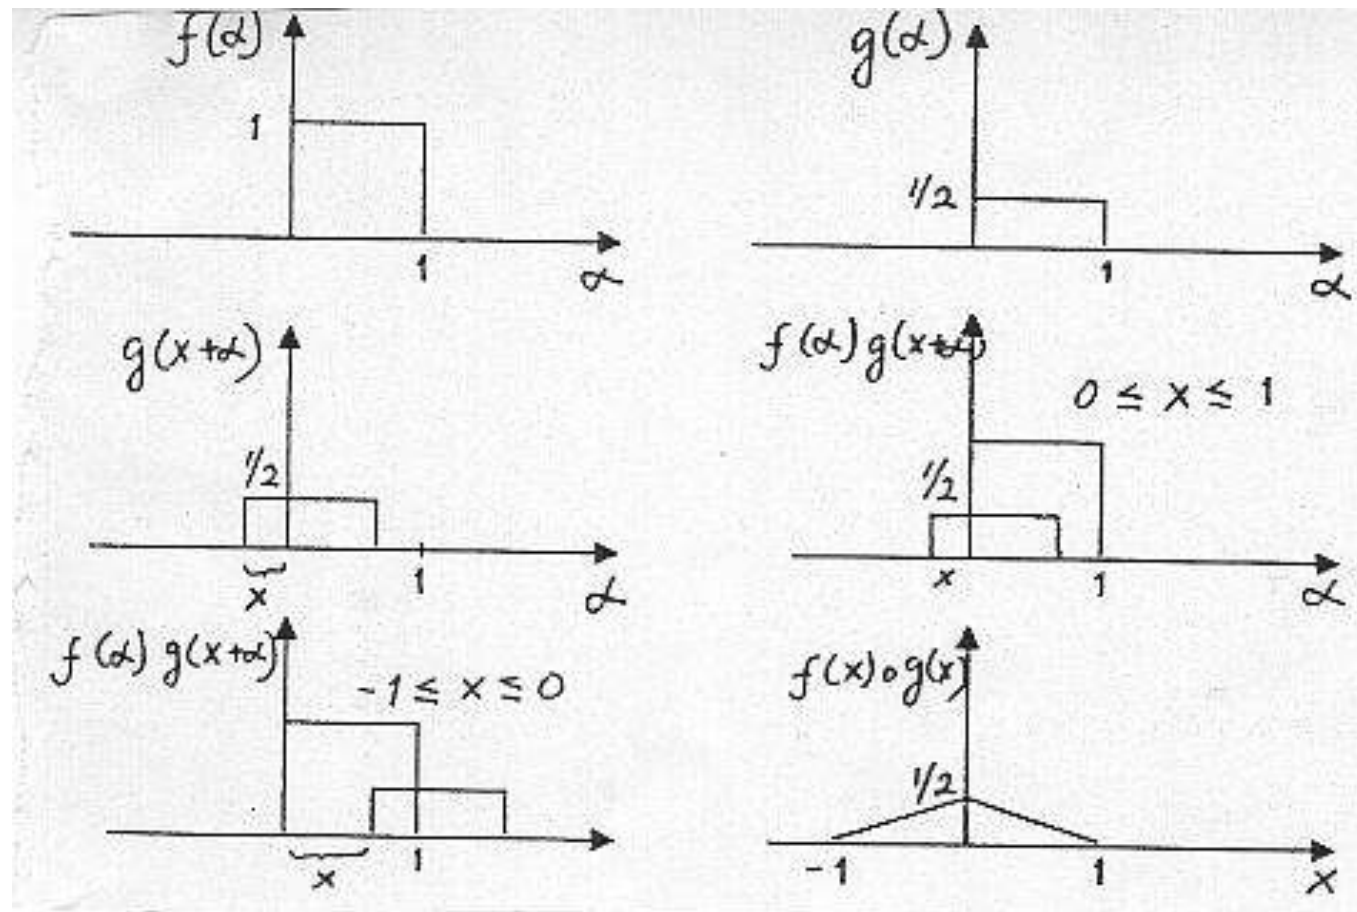 f(α)
1
1
α
g(α)
1/2
1
α
g(x+α)
1/2
x
1
α
f(α) g(x+α)
0 ≤ x ≤ 1
1/2
x
1
α
f(α) g(x+α)
-1 ≤ x ≤ 0
x
1
f(x)∘g(x)
1/2
-1
1
x